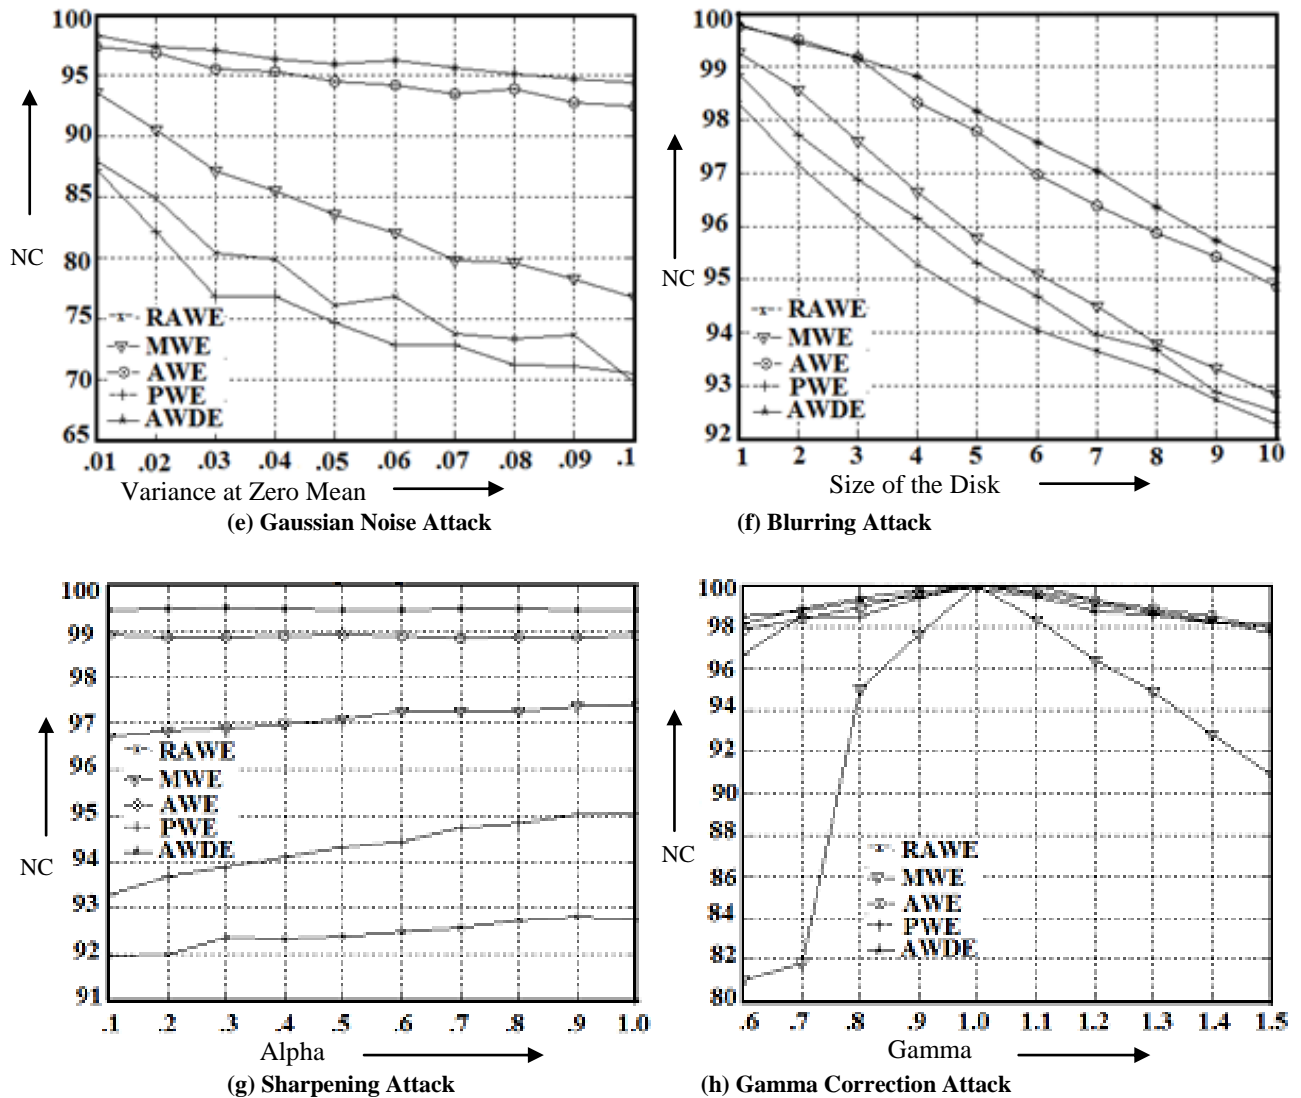 100
95
90
85
80
75
70
65
NC
RAWE
MWE
AWE
PWE
AWDE
.01 .02 .03 .04 .05 .06 .07 .08 .09 .1
Variance at Zero Mean
(e) Gaussian Noise Attack
100
99
98
97
96
95
94
93
92
NC
RAWE
MWE
AWE
PWE
AWDE
1 2 3 4 5 6 7 8 9 10
Size of the Disk
(f) Blurring Attack
100
99
98
97
96
95
94
93
92
91
NC
RAWE
MWE
AWE
PWE
AWDE
.1 .2 .3 .4 .5 .6 .7 .8 .9 1.0
Alpha
(g) Sharpening Attack
100
98
96
94
92
90
88
86
84
82
80
NC
RAWE
MWE
AWE
PWE
AWDE
.6 .7 .8 .9 1.0 1.1 1.2 1.3 1.4 1.5
Gamma
(h) Gamma Correction Attack